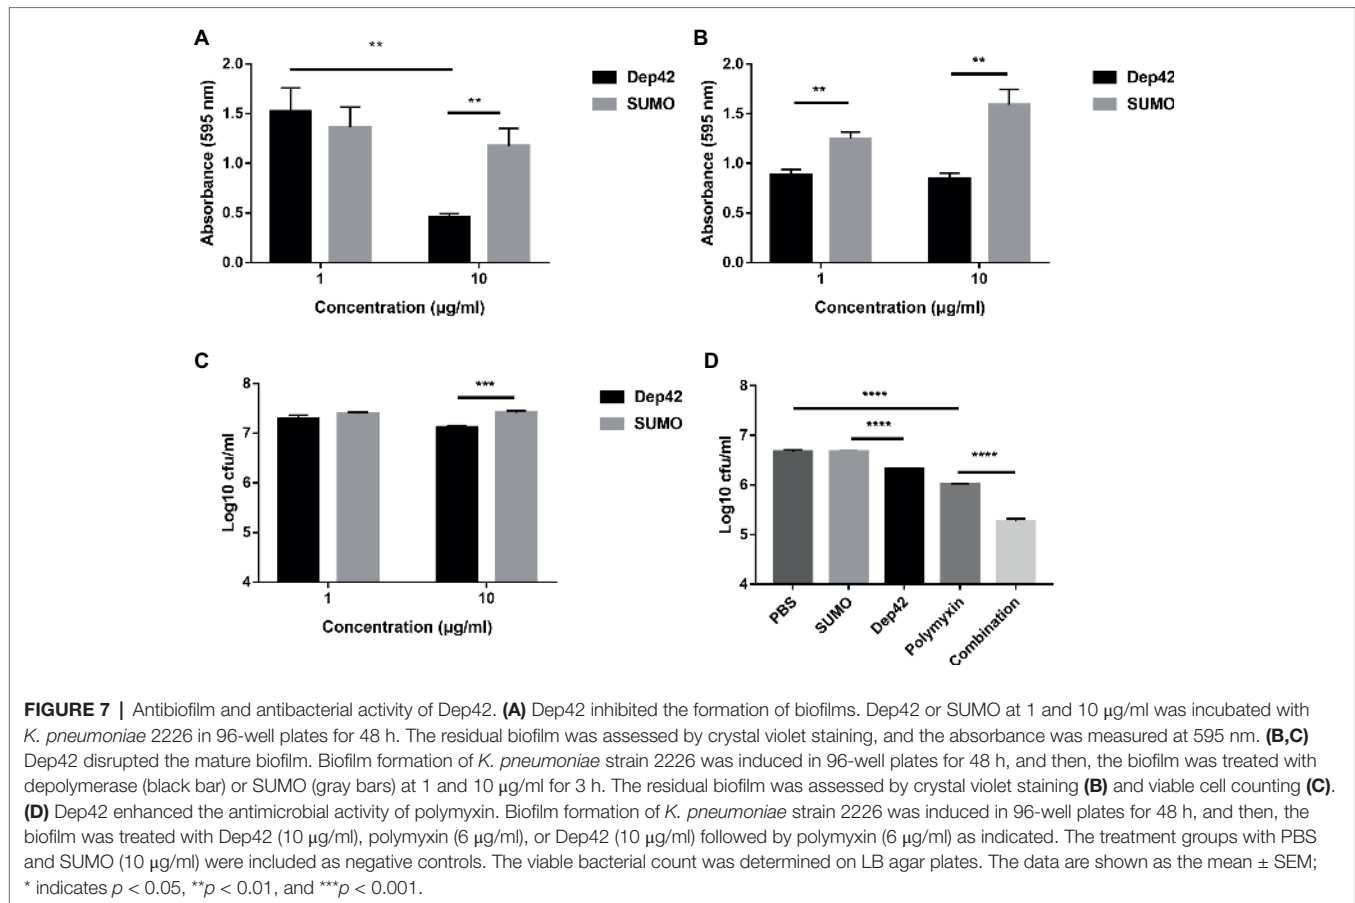 A
**
2.0
1.5
1.0
0.5
0.0
Absorbance (595 nm)
**
1
10
Concentration (µg/ml)
Dep42
SUMO
B
**
**
2.0
1.5
1.0
0.5
0.0
Absorbance (595 nm)
1
10
Concentration (µg/ml)
Dep42
SUMO
C
***
8
7
6
5
4
Log10 cfu/ml
1
10
Concentration (µg/ml)
Dep42
SUMO
D
****
****
****
8
7
6
5
4
Log10 cfu/ml
PBS
SUMO
Dep42
Polymyxin
Combination
FIGURE 7 | Antibiofilm and antibacterial activity of Dep42. (A) Dep42 inhibited the formation of biofilms. Dep42 or SUMO at 1 and 10 μg/ml was incubated with
K. pneumoniae 2226 in 96-well plates for 48 h. The residual biofilm was assessed by crystal violet staining, and the absorbance was measured at 595 nm. (B,C)
Dep42 disrupted the mature biofilm. Biofilm formation of K. pneumoniae strain 2226 was induced in 96-well plates for 48 h, and then, the biofilm was treated with
depolymerase (black bar) or SUMO (gray bars) at 1 and 10 μg/ml for 3 h. The residual biofilm was assessed by crystal violet staining (B) and viable cell counting (C).
(D) Dep42 enhanced the antimicrobial activity of polymyxin. Biofilm formation of K. pneumoniae strain 2226 was induced in 96-well plates for 48 h, and then, the
biofilm was treated with Dep42 (10 μg/ml), polymyxin (6 μg/ml), or Dep42 (10 μg/ml) followed by polymyxin (6 μg/ml) as indicated. The treatment groups with PBS
and SUMO (10 μg/ml) were included as negative controls. The viable bacterial count was determined on LB agar plates. The data are shown as the mean ± SEM;
* indicates p < 0.05, **p < 0.01, and ***p < 0.001.